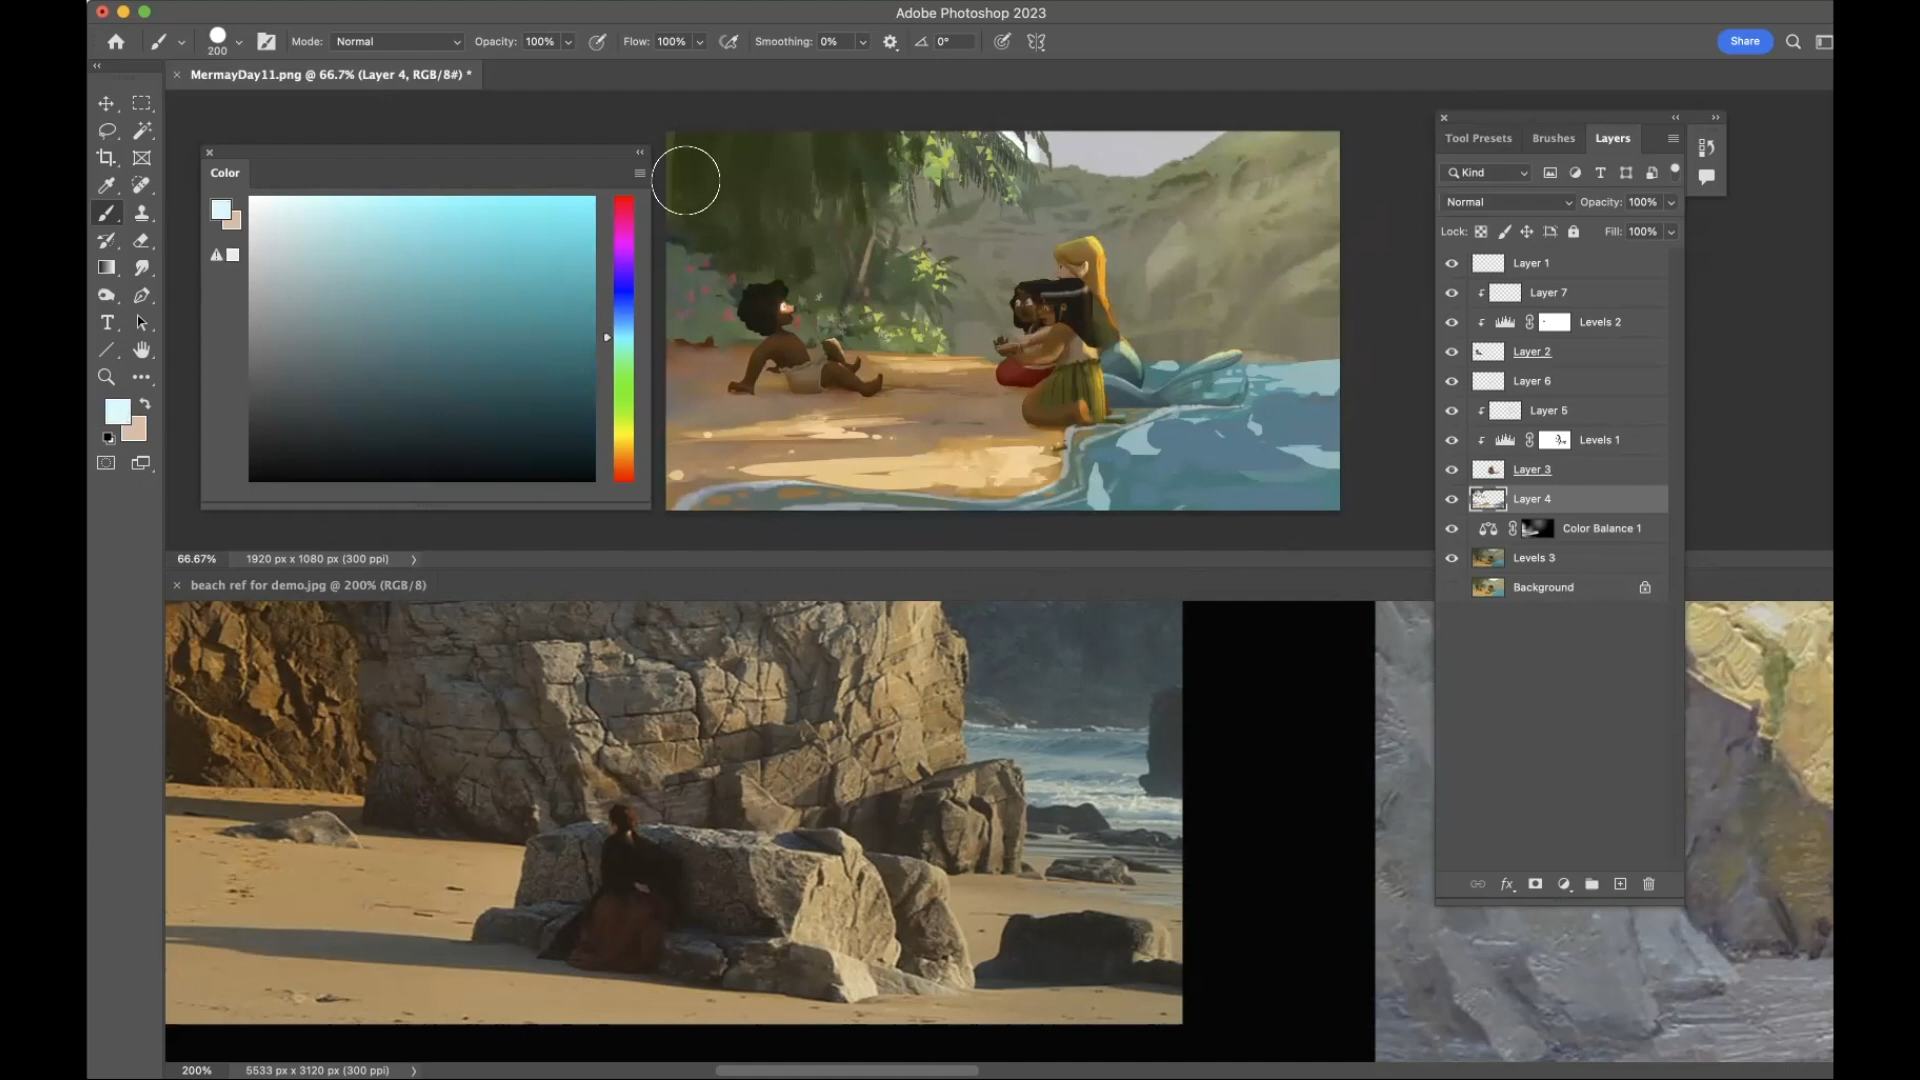 Adobe Photoshop 2023
200 Mode: Normal Opacity: 100% Flow: 100% Smoothing: 0% 0° Share
MermayDay11.png @ 66.7% (Layer 4, RGB/8#) *
Color
Tool Presets Brushes Layers
Kind
Normal Opacity: 100%
Lock: Fill: 100%
Layer 1
Layer 7
Levels 2
Layer 2
Layer 6
Layer 5
Levels 1
Layer 3
Layer 4
Color Balance 1
Levels 3
Background
66.67% 1920 px x 1080 px (300 ppi)
beach ref for demo.jpg @ 200% (RGB/8)
200% 5533 px x 3120 px (300 ppi)